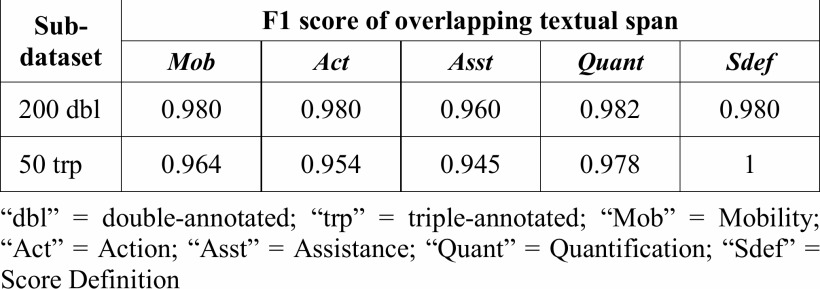 Sub-dataset F1 score of overlapping textual span
Mob Act Asst Quant Sdef
200 dbl 0.980 0.980 0.960 0.982 0.980
50 trp 0.964 0.954 0.945 0.978 1
“dbl” = double-annotated; “trp” = triple-annotated; “Mob” = Mobility;
“Act” = Action; “Asst” = Assistance; “Quant” = Quantification; “Sdef” =
Score Definition